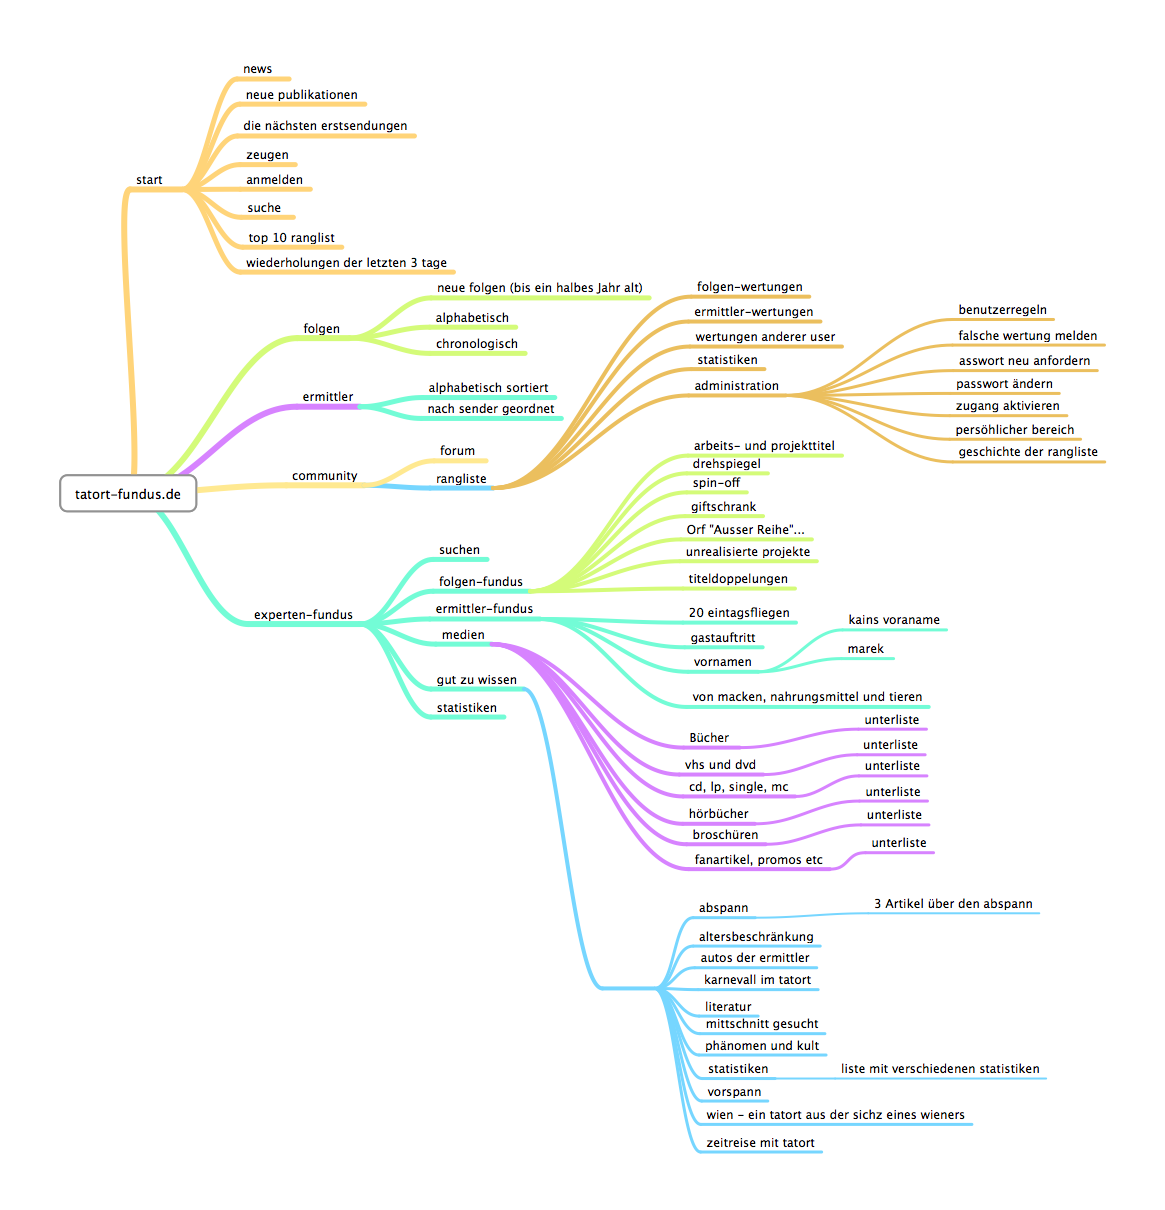 tatort-fundus.de
start
news
neue publikationen
die nächsten erstsendungen
zeugen
anmelden
suche
top 10 ranglist
wiederholungen der letzten 3 tage
folgen
neue folgen (bis ein halbes Jahr alt)
alphabetisch
chronologisch
ermittler
alphabetisch sortiert
nach sender geordnet
community
forum
rangliste
folgen-wertungen
ermittler-wertungen
wertungen anderer user
statistiken
administration
benutzerregeln
falsche wertung melden
asswort neu anfordern
passwort ändern
zugang aktivieren
persöhlicher bereich
geschichte der rangliste
experten-fundus
suchen
folgen-fundus
arbeits- und projekttitel
drehspiegel
spin-off
giftschrank
Orf "Ausser Reihe"...
unrealisierte projekte
titeldoppelungen
ermittler-fundus
20 eintagsfliegen
gastauftritt
vornamen
kains voraname
marek
von macken, nahrungsmittel und tieren
medien
Bücher
unterliste
vhs und dvd
unterliste
cd, lp, single, mc
unterliste
hörbücher
unterliste
broschüren
unterliste
fanartikel, promos etc
unterliste
gut zu wissen
abspann
3 Artikel über den abspann
altersbeschränkung
autos der ermittler
karnevall im tatort
literatur
mittschnitt gesucht
phänomen und kult
statistiken
liste mit verschiedenen statistiken
vorspann
wien - ein tatort aus der sichz eines wieners
zeitreise mit tatort
statistiken